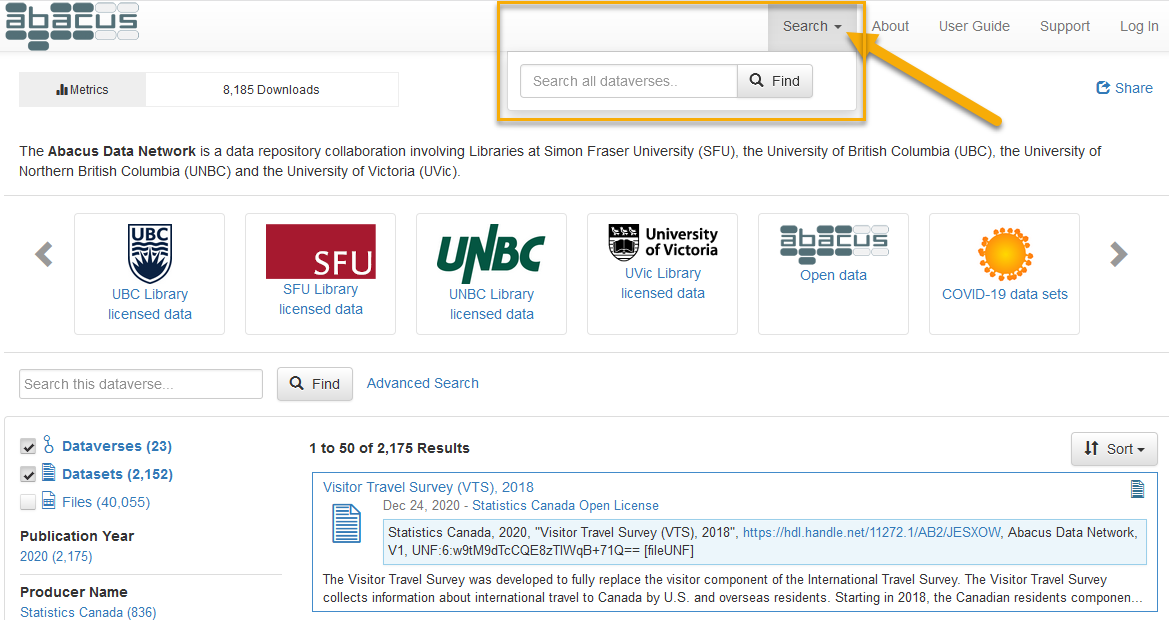 abacus
Search
About
User Guide
Support
Log In
Search all dataverses..
Find
Metrics
8,185 Downloads
Share
The Abacus Data Network is a data repository collaboration involving Libraries at Simon Fraser University (SFU), the University of British Columbia (UBC), the University of
Northern British Columbia (UNBC) and the University of Victoria (UVic).
UBC
UBC Library
licensed data
SFU
SFU Library
licensed data
UNBC
UNBC Library
licensed data
University
of Victoria
UVic Library
licensed data
abacus
Open data
COVID-19 data sets
Search this dataverse...
Find
Advanced Search
Dataverses (23)
Datasets (2,152)
Files (40,055)
Publication Year
2020 (2,175)
Producer Name
Statistics Canada (836)
1 to 50 of 2,175 Results
Sort
Visitor Travel Survey (VTS), 2018
Dec 24, 2020 - Statistics Canada Open License
Statistics Canada, 2020, "Visitor Travel Survey (VTS), 2018", https://hdl.handle.net/11272.1/AB2/JESXOW, Abacus Data Network,
V1, UNF:6:w9tM9dTcCQE8zTlWqB+71Q== [fileUNF]
The Visitor Travel Survey was developed to fully replace the visitor component of the International Travel Survey. The Visitor Travel Survey
collects information about international travel to Canada by U.S. and overseas residents. Starting in 2018, the Canadian residents componen...